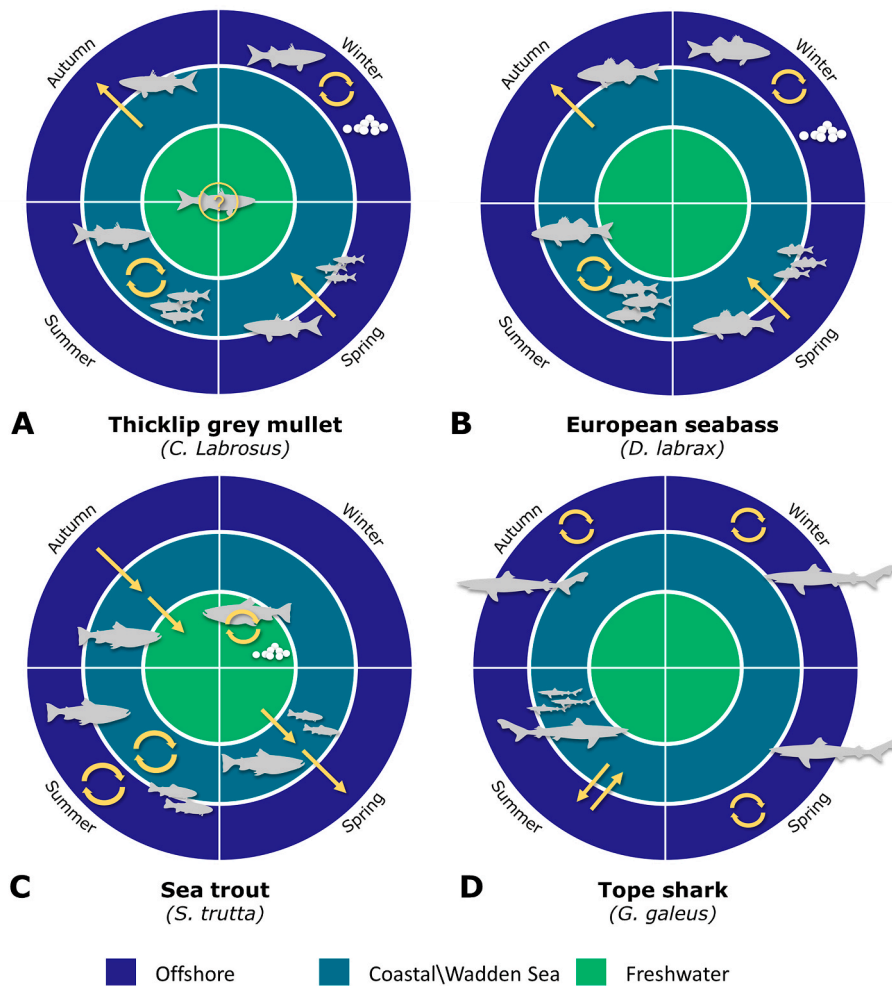 Autumn
Winter
Summer
Spring
?
A
Thicklip grey mullet
(C. Labrosus)
Autumn
Winter
Summer
Spring
B
European seabass
(D. labrax)
Autumn
Winter
Summer
Spring
C
Sea trout
(S. trutta)
Autumn
Winter
Summer
Spring
D
Tope shark
(G. galeus)
Offshore
Coastal\Wadden Sea
Freshwater